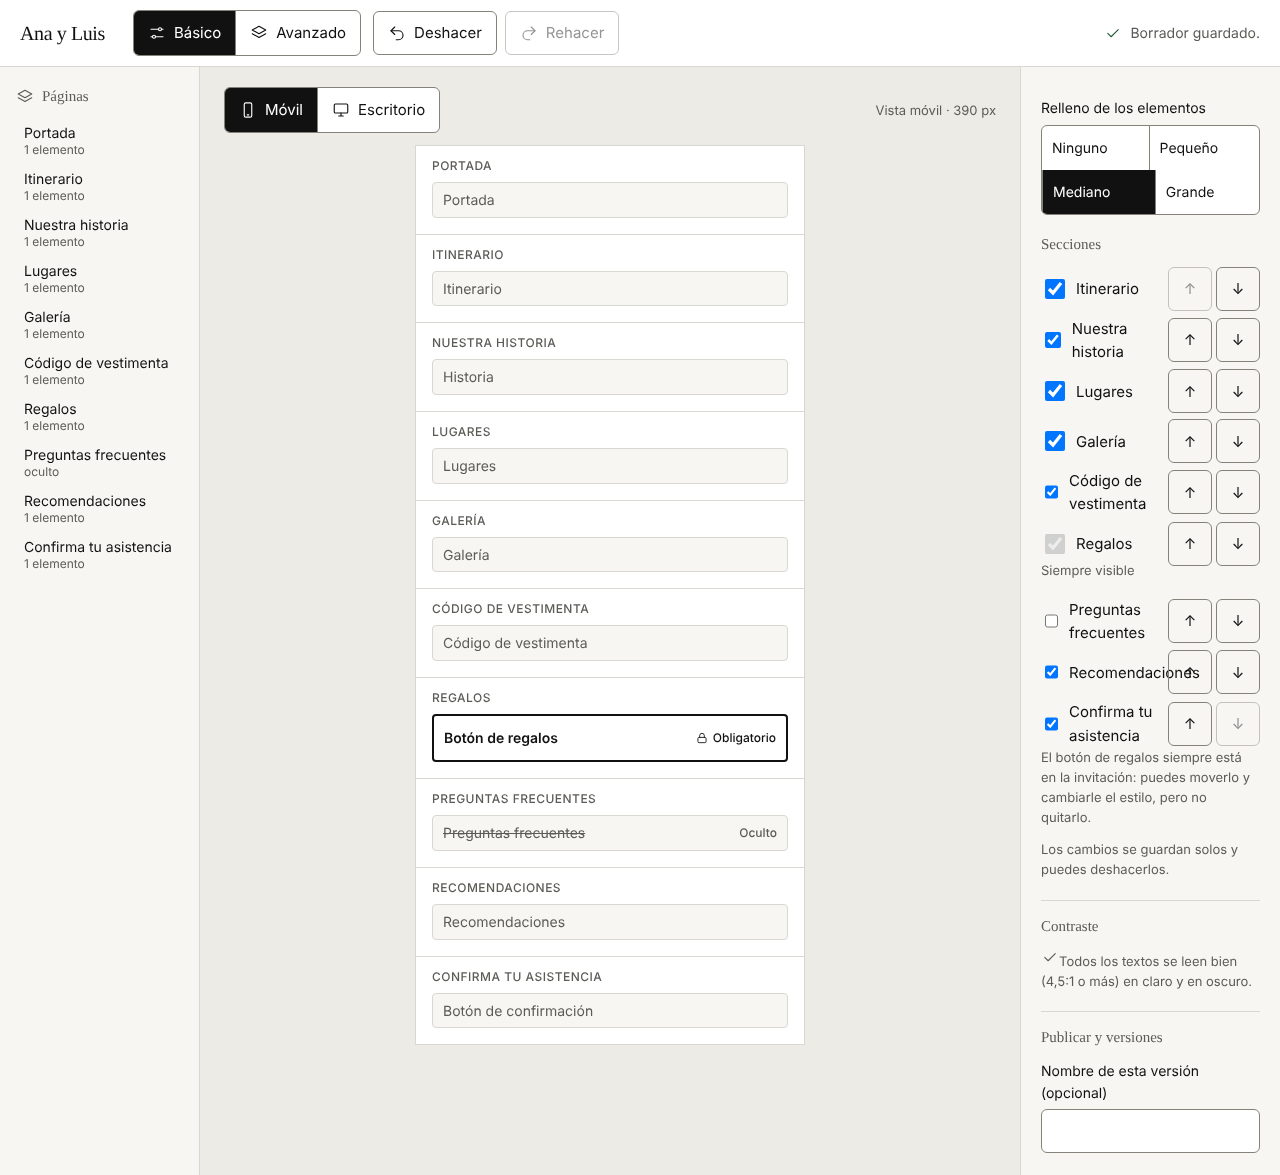 Ana y Luis
Básico
Avanzado
Deshacer
Rehacer
Borrador guardado.
Páginas
Portada
1 elemento
Itinerario
1 elemento
Nuestra historia
1 elemento
Lugares
1 elemento
Galería
1 elemento
Código de vestimenta
1 elemento
Regalos
1 elemento
Preguntas frecuentes
oculto
Recomendaciones
1 elemento
Confirma tu asistencia
1 elemento
Móvil
Escritorio
Vista móvil · 390 px
PORTADA
Portada
ITINERARIO
Itinerario
NUESTRA HISTORIA
Historia
LUGARES
Lugares
GALERÍA
Galería
CÓDIGO DE VESTIMENTA
Código de vestimenta
REGALOS
Botón de regalos
Obligatorio
PREGUNTAS FRECUENTES
Preguntas frecuentes
Oculto
RECOMENDACIONES
Recomendaciones
CONFIRMA TU ASISTENCIA
Botón de confirmación
Relleno de los elementos
Ninguno
Pequeño
Mediano
Grande
Secciones
Itinerario
Nuestra
historia
Lugares
Galería
Código de
vestimenta
Regalos
Siempre visible
Preguntas
frecuentes
Recomendaciones
Confirma tu
asistencia
El botón de regalos siempre está
en la invitación: puedes moverlo y
cambiarle el estilo, pero no
quitarlo.
Los cambios se guardan solos y
puedes deshacerlos.
Contraste
Todos los textos se leen bien
(4,5:1 o más) en claro y en oscuro.
Publicar y versiones
Nombre de esta versión
(opcional)